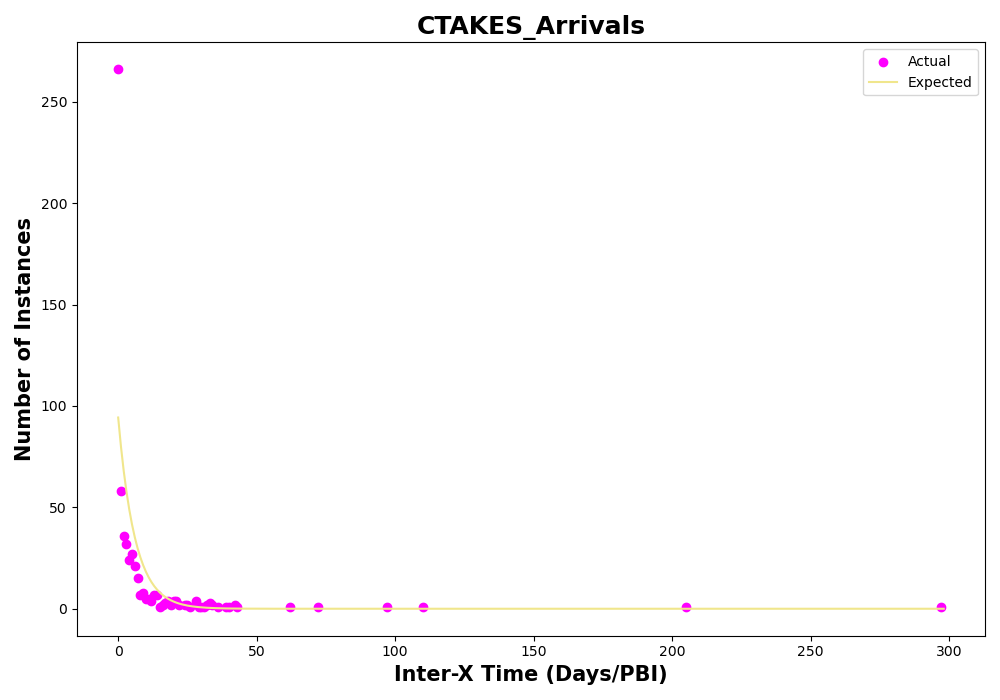 CTAKES_Arrivals
Actual
Expected
Number of Instances
250
200
150
100
50
0
0 50 100 150 200 250 300
Inter-X Time (Days/PBI)